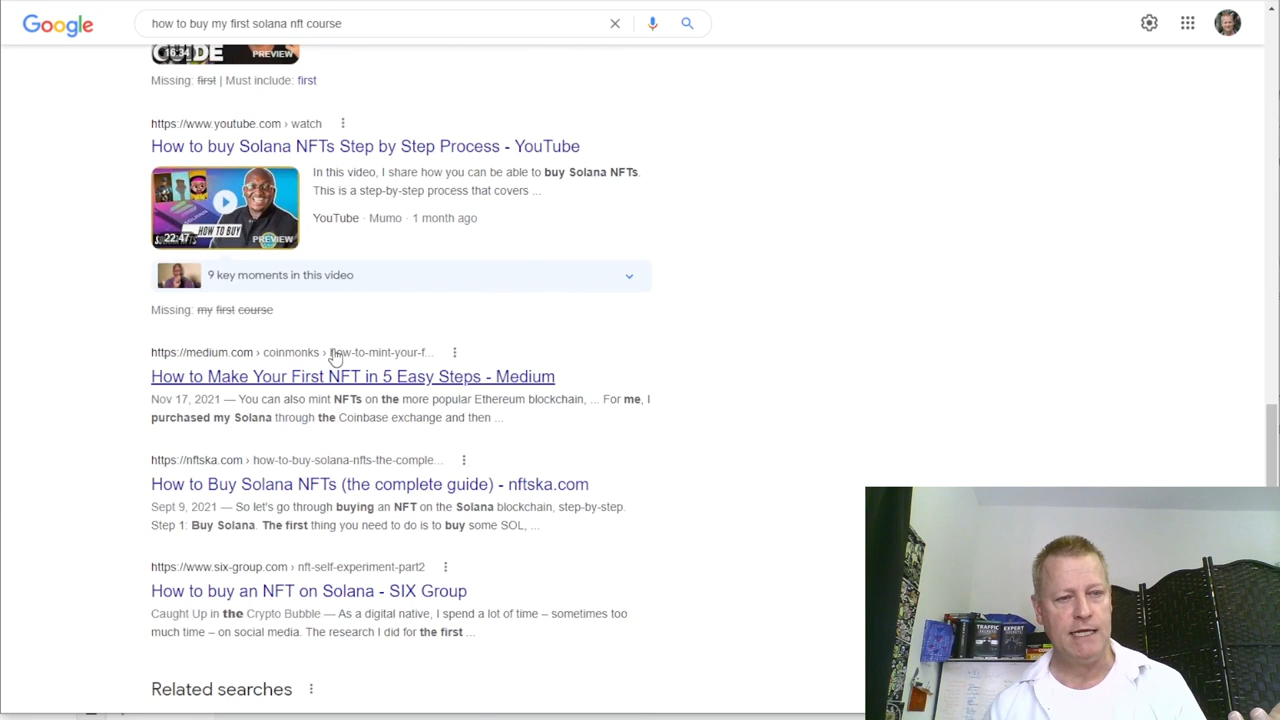 Google
how to buy my first solana nft course
GUIDE
16:34
PREVIEW
Missing: first | Must include: first
https://www.youtube.com › watch
How to buy Solana NFTs Step by Step Process - YouTube
In this video, I share how you can be able to buy Solana NFTs.
This is a step-by-step process that covers ...
HOW TO BUY
22:47
PREVIEW
YouTube · Mumo · 1 month ago
9 key moments in this video
Missing: my first course
https://medium.com › coinmonks › how-to-mint-your-f...
How to Make Your First NFT in 5 Easy Steps - Medium
Nov 17, 2021 — You can also mint NFTs on the more popular Ethereum blockchain, ... For me, I
purchased my Solana through the Coinbase exchange and then ...
https://nftska.com › how-to-buy-solana-nfts-the-comple...
How to Buy Solana NFTs (the complete guide) - nftska.com
Sept 9, 2021 — So let's go through buying an NFT on the Solana blockchain, step-by-step.
Step 1: Buy Solana. The first thing you need to do is to buy some SOL, ...
https://www.six-group.com › nft-self-experiment-part2
How to buy an NFT on Solana - SIX Group
Caught Up in the Crypto Bubble — As a digital native, I spend a lot of time – sometimes too
much time – on social media. The research I did for the first ...
Related searches
TRAFFIC
SECRETS
EXPERT
SECRETS